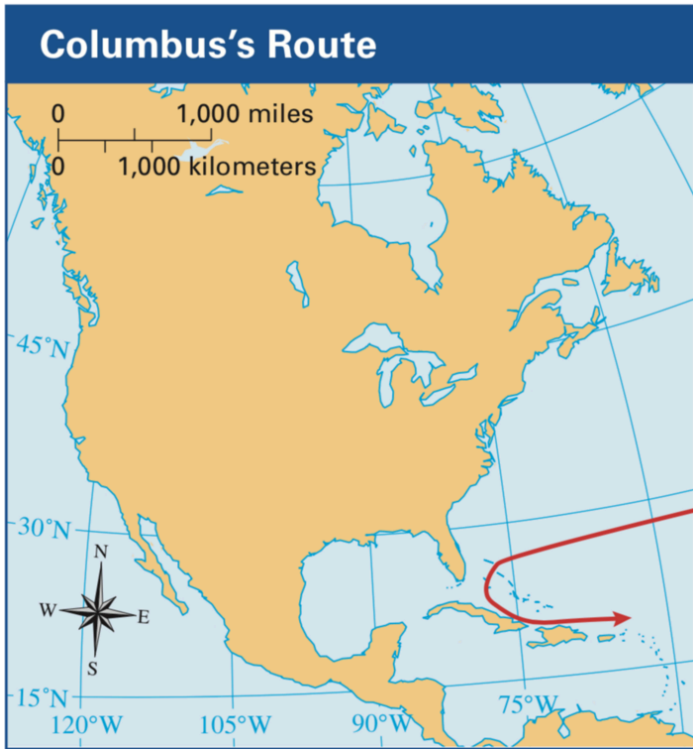 Columbus's Route
0 1,000 miles
0 1,000 kilometers
45°N
30°N
N
W E
S
15°N
120°W 105°W 90°W 75°W